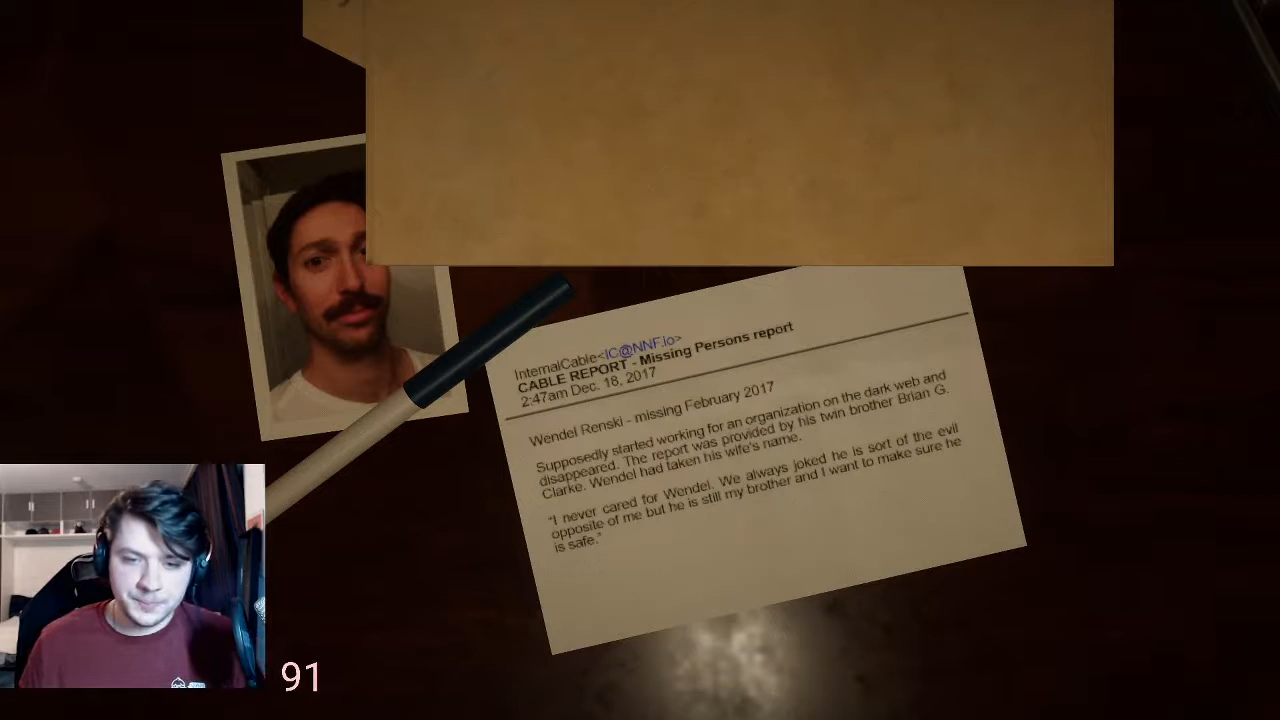 InternalCable<IC@NNF.io>
CABLE REPORT - Missing Persons report
2:47am Dec. 18, 2017
Wendel Renski - missing February 2017
Supposedly started working for an organization on the dark web and
disappeared. The report was provided by his twin brother Brian G.
Clarke. Wendel had taken his wife's name.
"I never cared for Wendel. We always joked he is sort of the evil
opposite of me but he is still my brother and I want to make sure he
is safe."
91